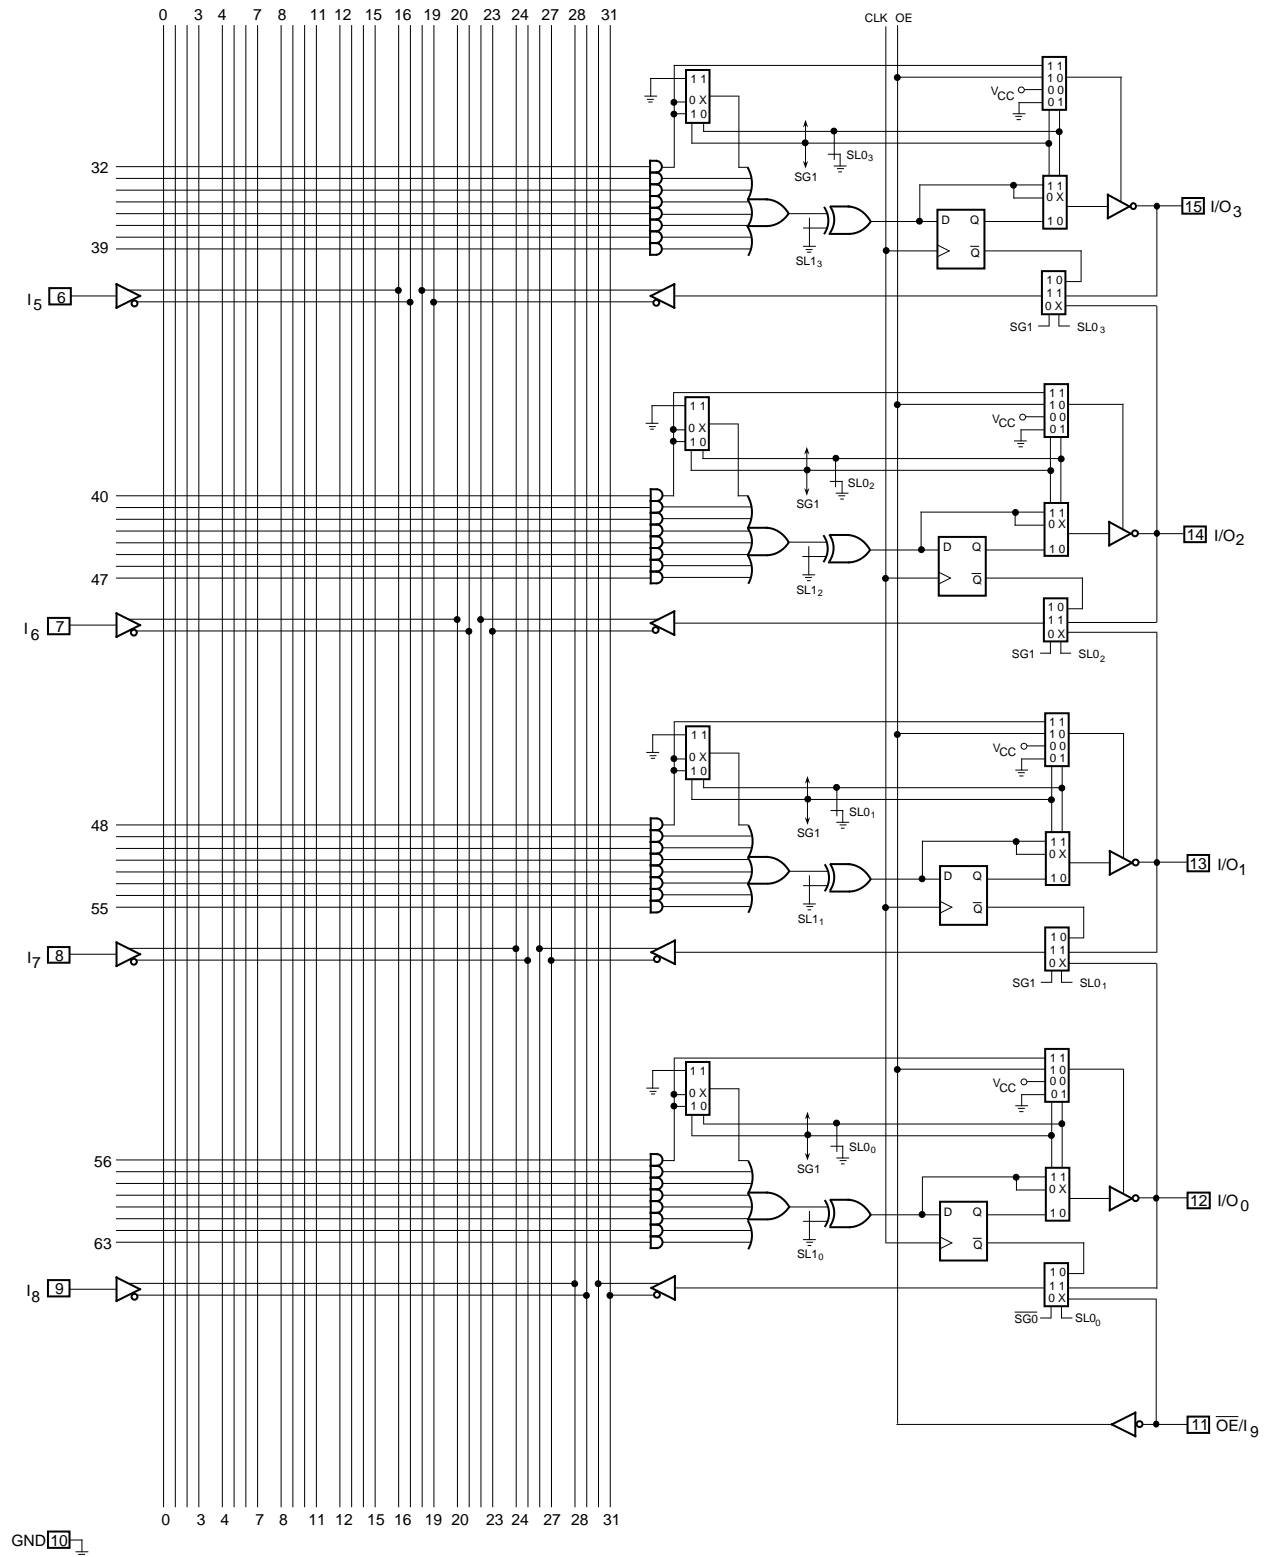 0 3 4 7 8 11 12 15 16 19 20 23 24 27 28 31
CLK OE
1 1
0 X
1 0
1 1
1 0
0 0
0 1
VCC
SL03
SG1
32
39
SL13
D Q
Q
1 1
0 X
1 0
15 I/O3
I5 6
1 0
1 1
0 X
SG1 SL03
1 1
0 X
1 0
1 1
1 0
0 0
0 1
VCC
SL02
SG1
40
47
SL12
D Q
Q
1 1
0 X
1 0
14 I/O2
I6 7
1 0
1 1
0 X
SG1 SL02
1 1
0 X
1 0
1 1
1 0
0 0
0 1
VCC
SL01
SG1
48
55
SL11
D Q
Q
1 1
0 X
1 0
13 I/O1
I7 8
1 0
1 1
0 X
SG1 SL01
1 1
0 X
1 0
1 1
1 0
0 0
0 1
VCC
SL00
SG1
56
63
SL10
D Q
Q
1 1
0 X
1 0
12 I/O0
I8 9
1 0
1 1
0 X
SG0 SL00
11 OE/I9
0 3 4 7 8 11 12 15 16 19 20 23 24 27 28 31
GND 10